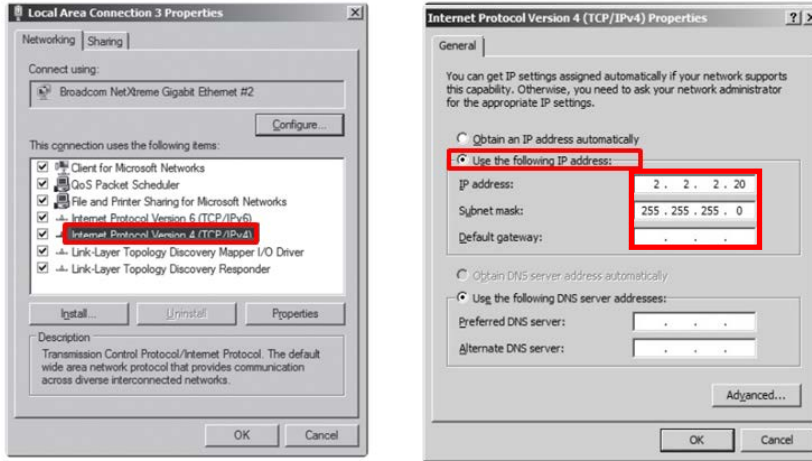 Local Area Connection 3 Properties
Networking
Sharing
Connect using:
Broadcom NetXtreme Gigabit Ethernet #2
Configure...
This connection uses the following items:
Client for Microsoft Networks
QoS Packet Scheduler
File and Printer Sharing for Microsoft Networks
Internet Protocol Version 6 (TCP/IPv6)
Internet Protocol Version 4 (TCP/IPv4)
Link-Layer Topology Discovery Mapper I/O Driver
Link-Layer Topology Discovery Responder
Install...
Uninstall
Properties
Description
Transmission Control Protocol/Internet Protocol. The default
wide area network protocol that provides communication
across diverse interconnected networks.
OK
Cancel
Internet Protocol Version 4 (TCP/IPv4) Properties
General
You can get IP settings assigned automatically if your network supports
this capability. Otherwise, you need to ask your network administrator
for the appropriate IP settings.
Obtain an IP address automatically
Use the following IP address:
IP address: 2 . 2 . 2 . 20
Subnet mask: 255 . 255 . 255 . 0
Default gateway: . . .
Obtain DNS server address automatically
Use the following DNS server addresses:
Preferred DNS server: . . .
Alternate DNS server: . . .
Advanced...
OK
Cancel